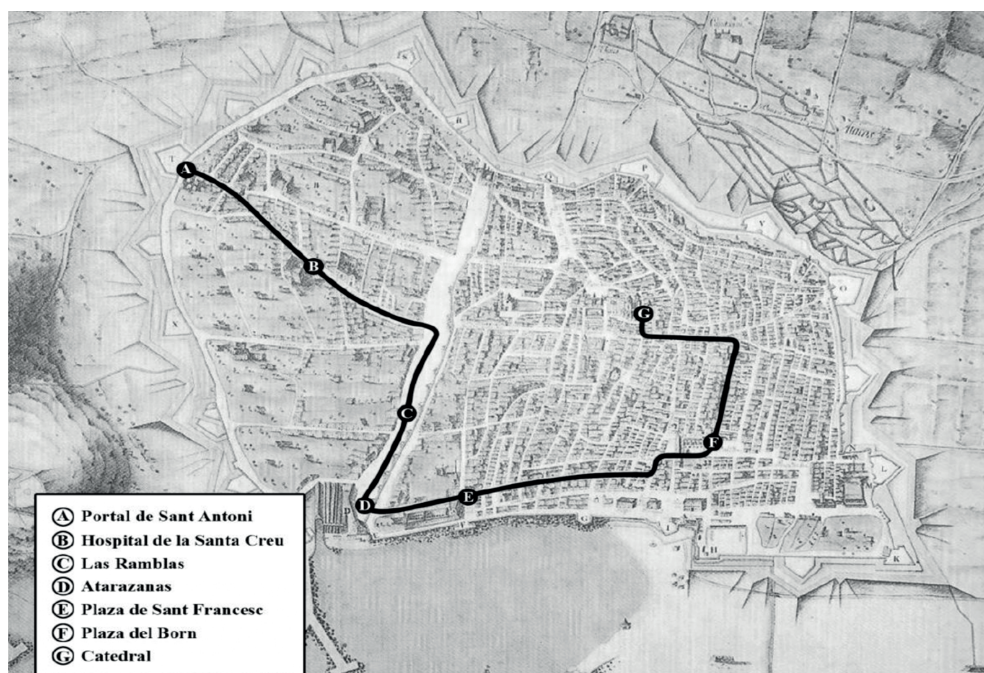 A
B
C
D
E
F
G
A Portal de Sant Antoni
B Hospital de la Santa Creu
C Las Ramblas
D Atarazanas
E Plaza de Sant Francesc
F Plaza del Born
G Catedral